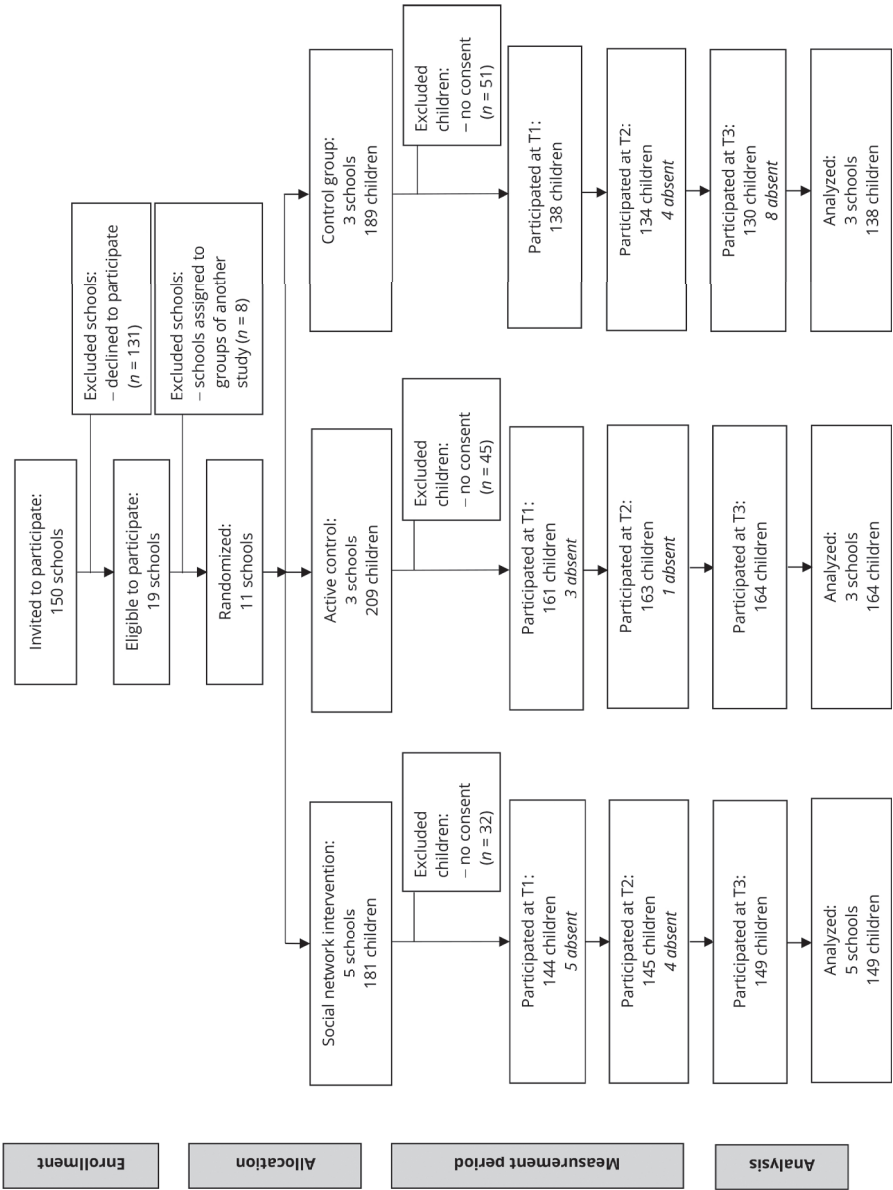 Enrollment
Invited to participate:
150 schools
Excluded schools:
– declined to participate
(n = 131)
Eligible to participate:
19 schools
Excluded schools:
– schools assigned to
groups of another
study (n = 8)
Randomized:
11 schools
Allocation
Social network intervention:
5 schools
181 children
Active control:
3 schools
209 children
Control group:
3 schools
189 children
Measurement period
Excluded
children:
– no consent
(n = 32)
Excluded
children:
– no consent
(n = 45)
Excluded
children:
– no consent
(n = 51)
Participated at T1:
144 children
5 absent
Participated at T1:
161 children
3 absent
Participated at T1:
138 children
Participated at T2:
145 children
4 absent
Participated at T2:
163 children
1 absent
Participated at T2:
134 children
4 absent
Participated at T3:
149 children
Participated at T3:
164 children
Participated at T3:
130 children
8 absent
Analysis
Analyzed:
5 schools
149 children
Analyzed:
3 schools
164 children
Analyzed:
3 schools
138 children